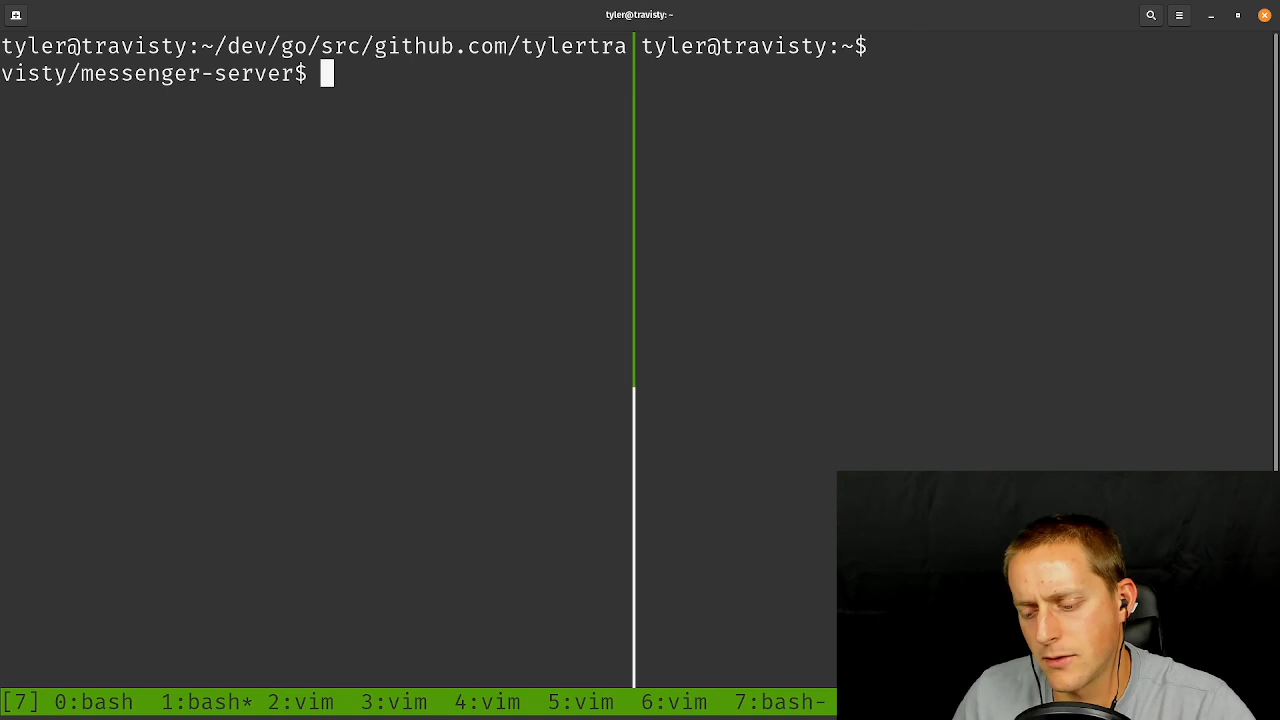 tyler@travisty: ~
tyler@travisty:~/dev/go/src/github.com/tylertra
visty/messenger-server$
tyler@travisty:~$
[7] 0:bash  1:bash* 2:vim  3:vim  4:vim  5:vim  6:vim  7:bash-